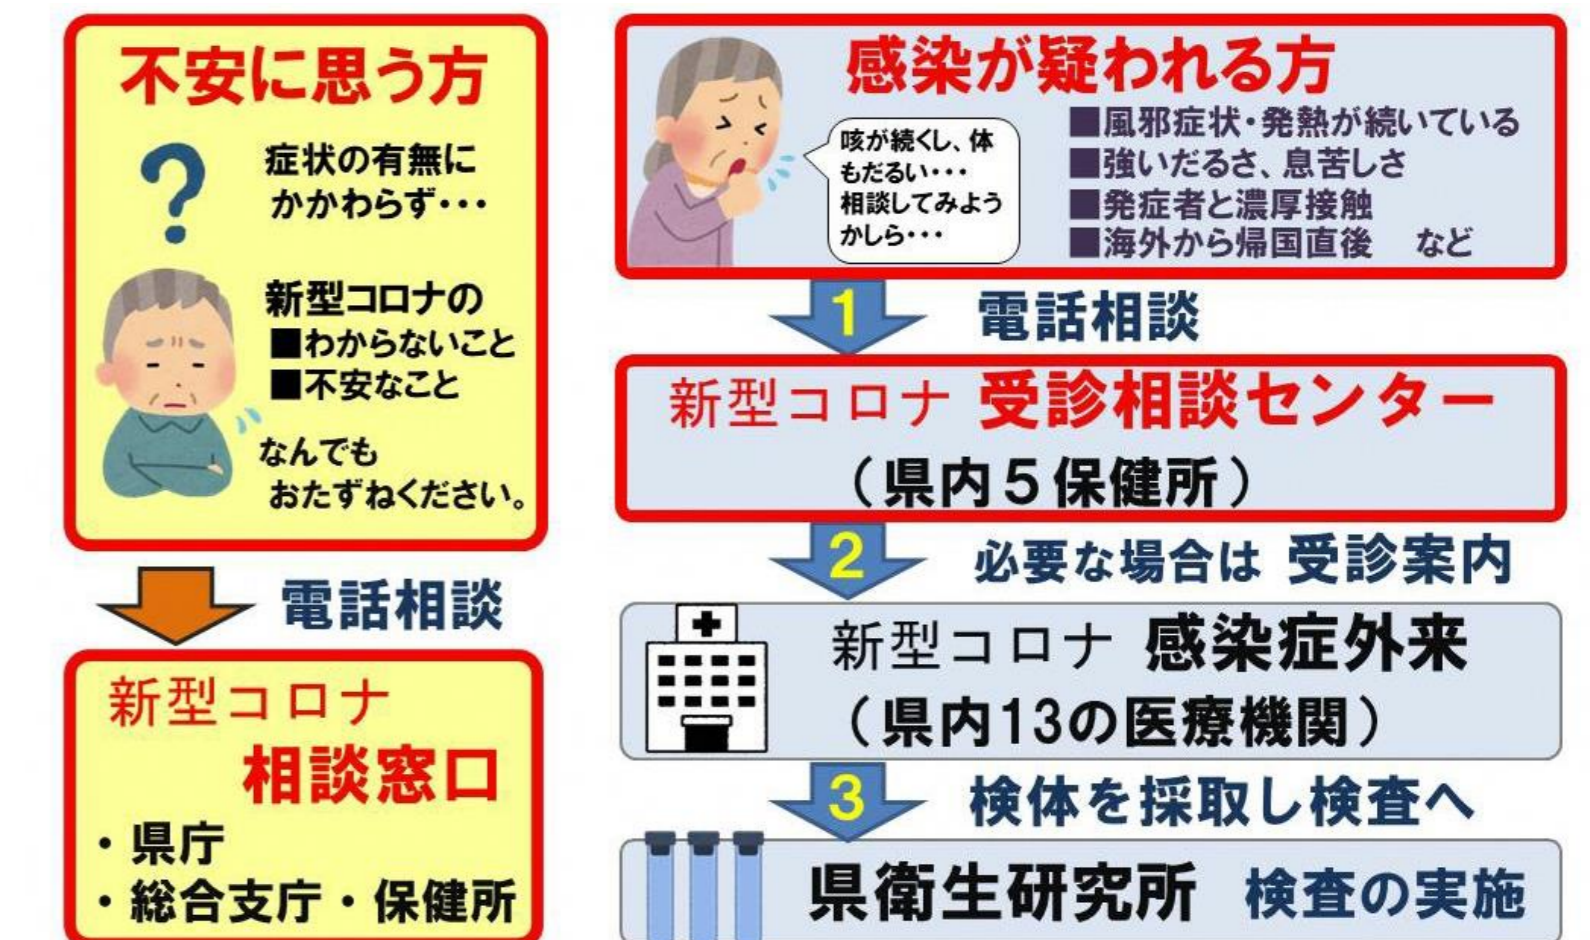 不安に思う方
?
症状の有無に
かかわらず・・・
新型コロナの
■わからないこと
■不安なこと
なんでも
おたずねください。
電話相談
新型コロナ
相談窓口
・県庁
・総合支庁・保健所
感染が疑われる方
咳が続くし、体
もだるい・・・
相談してみよう
かしら・・・
■風邪症状・発熱が続いている
■強いだるさ、息苦しさ
■発症者と濃厚接触
■海外から帰国直後 など
1 電話相談
新型コロナ 受診相談センター
（県内5保健所）
2 必要な場合は 受診案内
新型コロナ 感染症外来
（県内13の医療機関）
3 検体を採取し検査へ
県衛生研究所 検査の実施